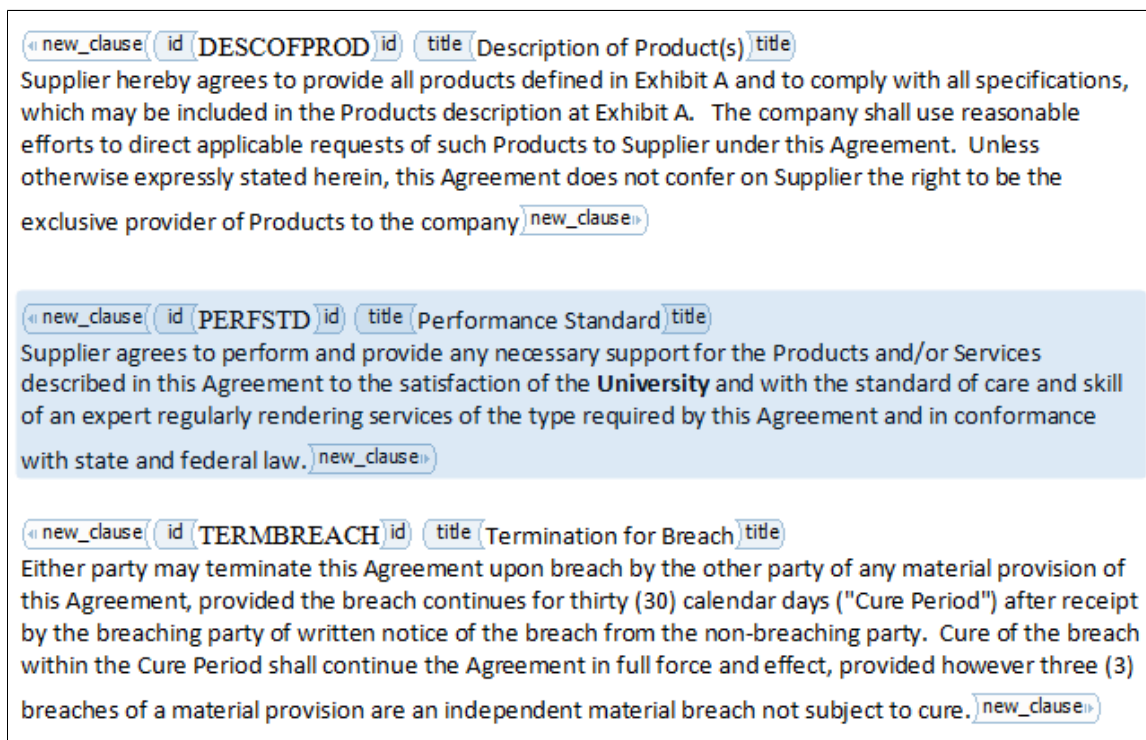 new_clause id DESCOFPROD id title Description of Product(s) title
Supplier hereby agrees to provide all products defined in Exhibit A and to comply with all specifications,
which may be included in the Products description at Exhibit A.   The company shall use reasonable
efforts to direct applicable requests of such Products to Supplier under this Agreement.  Unless
otherwise expressly stated herein, this Agreement does not confer on Supplier the right to be the
exclusive provider of Products to the company new_clause
new_clause id PERFSTD id title Performance Standard title
Supplier agrees to perform and provide any necessary support for the Products and/or Services
described in this Agreement to the satisfaction of the University and with the standard of care and skill
of an expert regularly rendering services of the type required by this Agreement and in conformance
with state and federal law. new_clause
new_clause id TERMBREACH id title Termination for Breach title
Either party may terminate this Agreement upon breach by the other party of any material provision of
this Agreement, provided the breach continues for thirty (30) calendar days ("Cure Period") after receipt
by the breaching party of written notice of the breach from the non-breaching party.  Cure of the breach
within the Cure Period shall continue the Agreement in full force and effect, provided however three (3)
breaches of a material provision are an independent material breach not subject to cure. new_clause